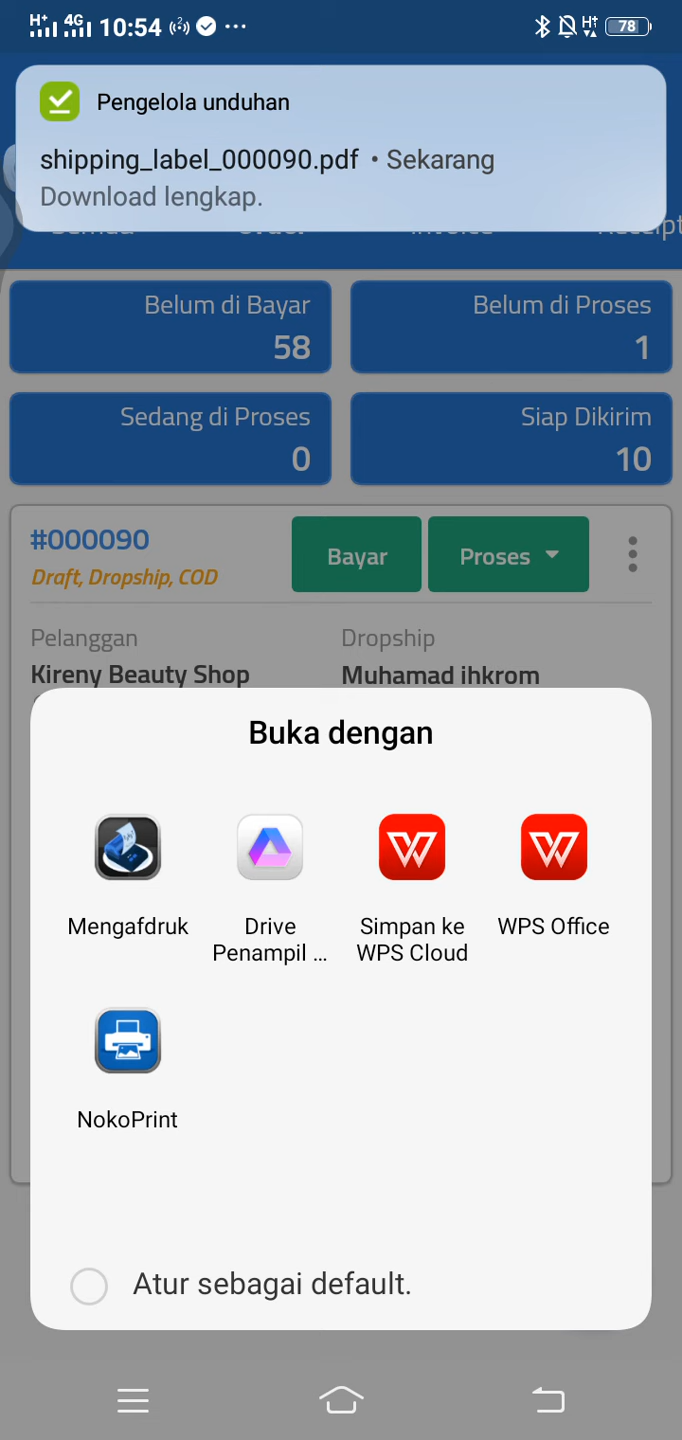 H+ 4G 10:54 2 ... H+ 78
Pengelola unduhan
shipping_label_000090.pdf • Sekarang
Download lengkap.
Belum di Bayar
58
Belum di Proses
1
Sedang di Proses
0
Siap Dikirim
10
#000090
Draft, Dropship, COD
Bayar
Proses
Pelanggan
Kireny Beauty Shop
Dropship
Muhamad ihkrom
Buka dengan
Mengafdruk
Drive
Penampil ...
Simpan ke
WPS Cloud
WPS Office
NokoPrint
Atur sebagai default.